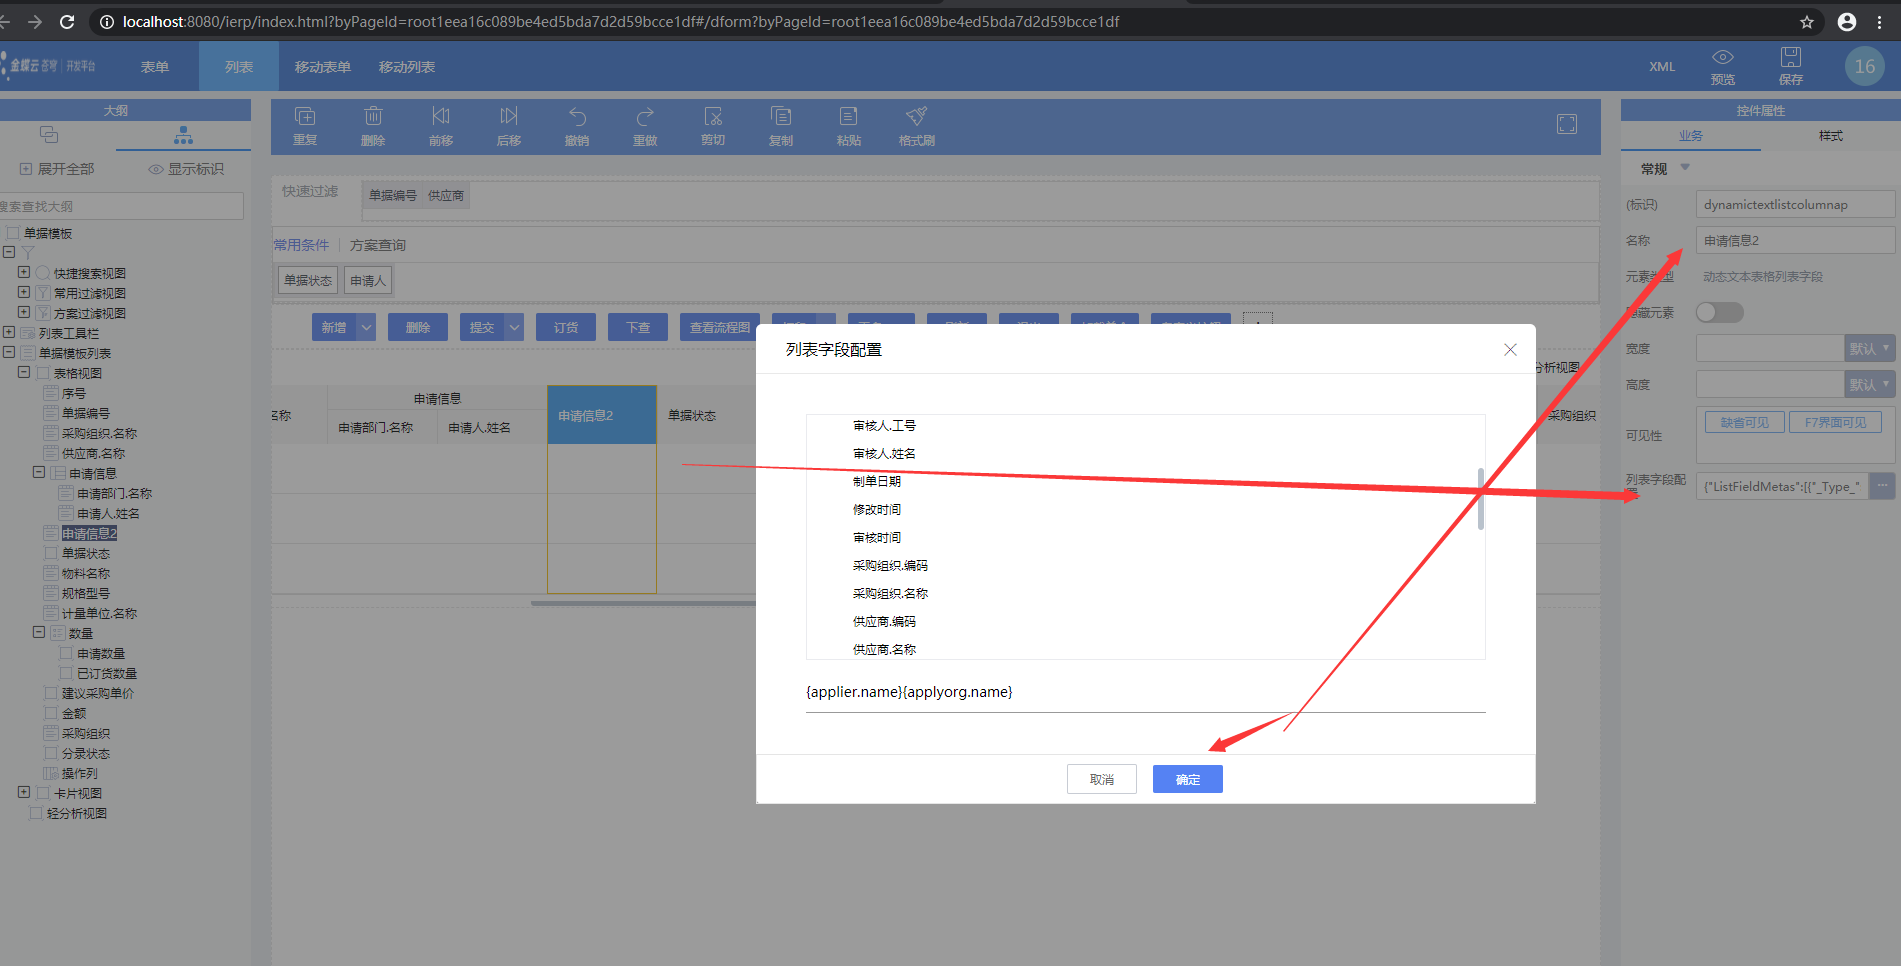 localhost:8080/ierp/index.html?byPageId=root1eea16c089be4ed5bda7d2d59bcce1df#/dform?byPageId=root1eea16c089be4ed5bda7d2d59bcce1df
金蝶云 苍穹 | 开发平台
表单
列表
移动表单
移动列表
XML
预览
保存
16
大纲
展开全部
显示标识
搜索查找大纲
单据模板
快捷搜索视图
常用过滤视图
方案过滤视图
列表工具栏
单据模板列表
表格视图
序号
单据编号
采购组织.名称
供应商.名称
申请信息
申请部门.名称
申请人.姓名
申请信息2
单据状态
物料名称
规格型号
计量单位.名称
数量
申请数量
已订货数量
建议采购单价
金额
采购组织
分录状态
操作列
卡片视图
轻分析视图
重复
删除
前移
后移
撤销
重做
剪切
复制
粘贴
格式刷
快速过滤
单据编号 供应商
常用条件
方案查询
单据状态
申请人
新增
删除
提交
订货
下查
查看流程图
分析视图
名称
申请信息
申请部门.名称
申请人.姓名
申请信息2
单据状态
采购组织
列表字段配置
审核人.工号
审核人.姓名
制单日期
修改时间
审核时间
采购组织.编码
采购组织.名称
供应商.编码
供应商.名称
{applier.name}{applyorg.name}
取消
确定
控件属性
业务
样式
常规
(标识)
dynamictextlistcolumnap
名称
申请信息2
元素类型
动态文本表格列表字段
隐藏元素
宽度
默认
高度
默认
可见性
缺省可见
F7界面可见
列表字段配
置
{"ListFieldMetas":[{"_Type_"
...